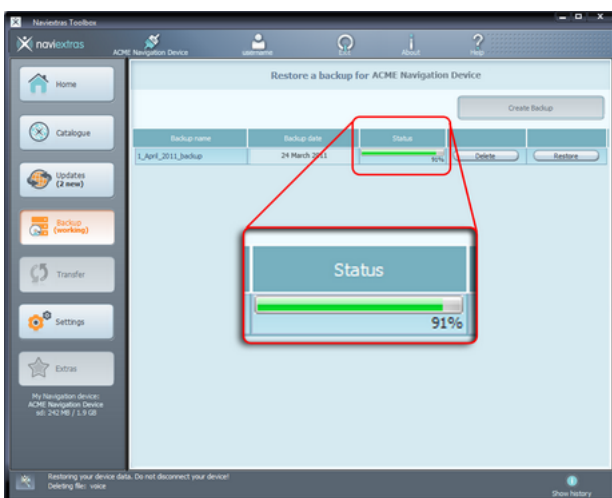 Naviextras Toolbox
naviextras
ACME Navigation Device
username
Exit
About
Help
Home
Catalogue
Updates
(2 new)
Backup
(working)
Transfer
Settings
Extras
My Navigation device:
ACME Navigation Device
sd: 242 MB / 1.9 GB
Restore a backup for ACME Navigation Device
Create Backup
Backup name Backup date Status
1_April_2011_backup 24 March 2011 91% Delete Restore
Status
91%
Restoring your device data. Do not disconnect your device!
Deleting file: voice
Show history